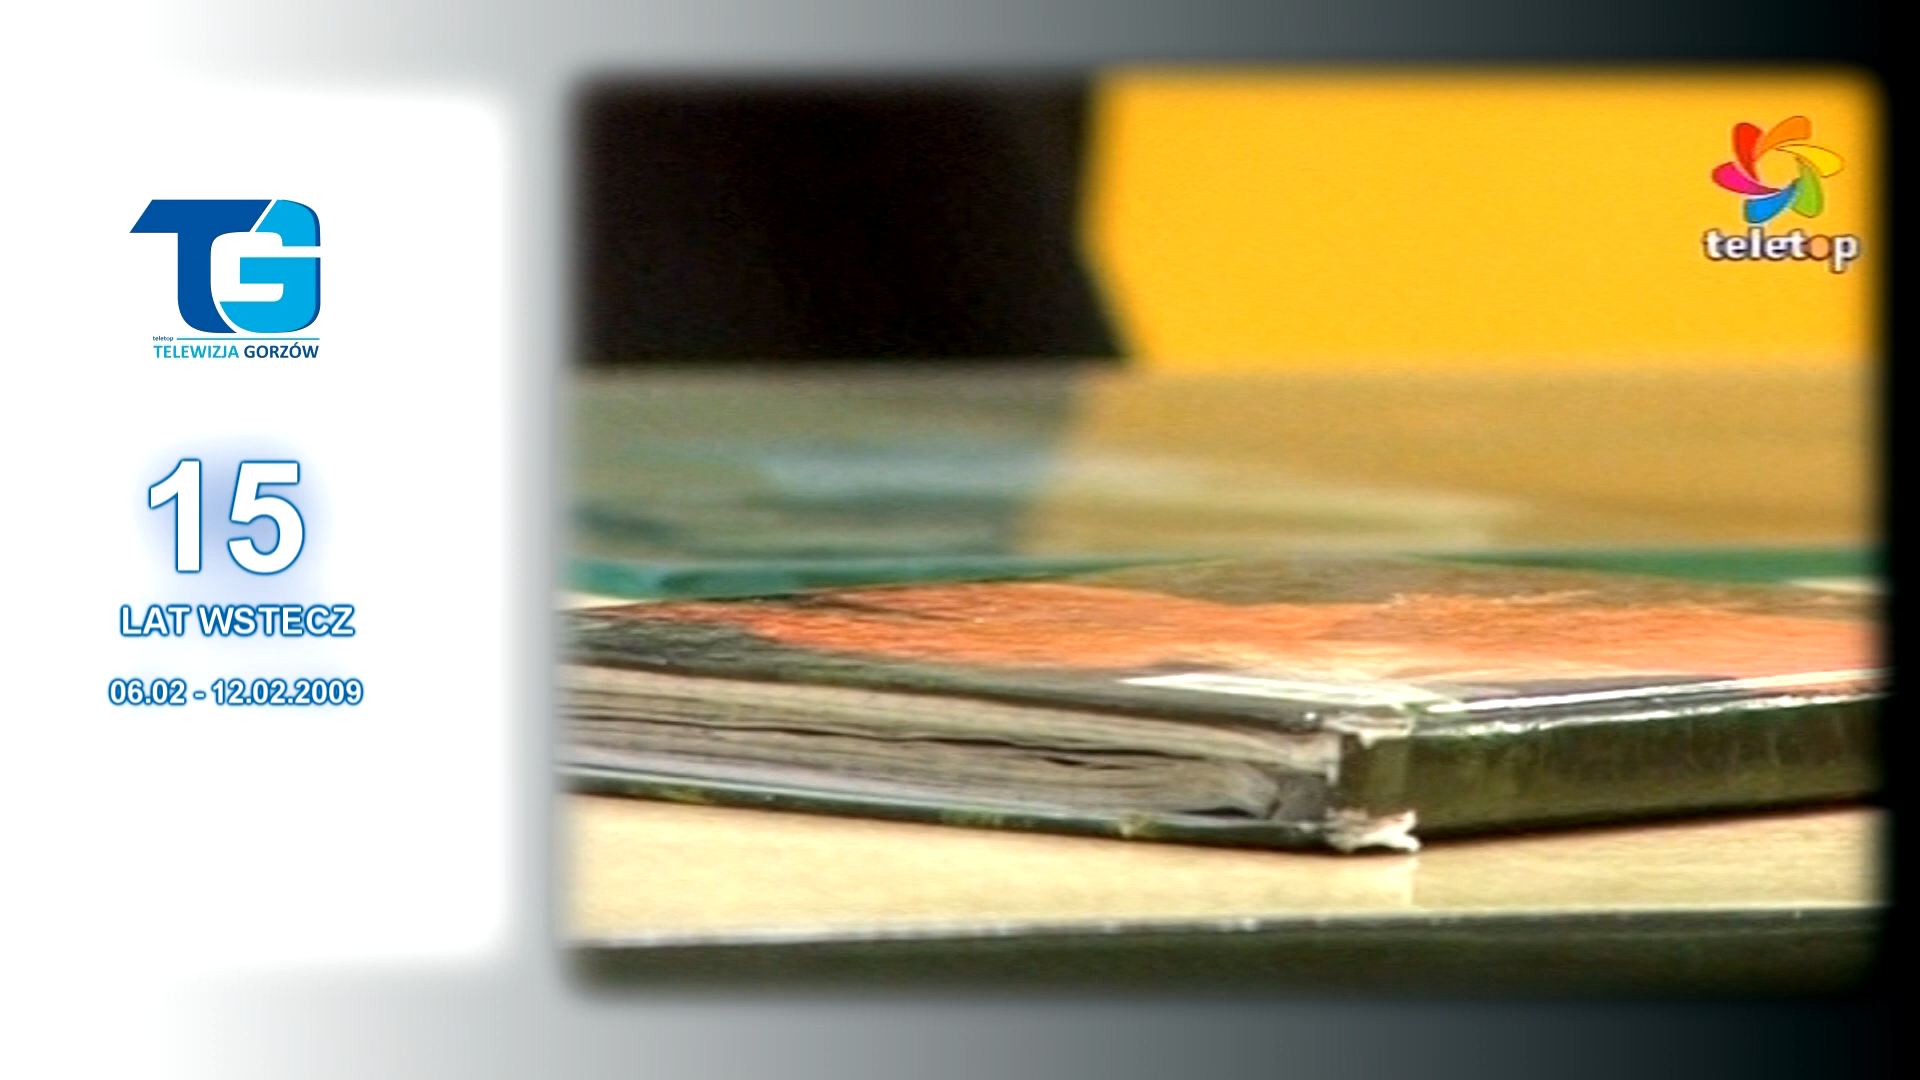 TG
teletop
TELEWIZJA GORZÓW
15
LAT WSTECZ
06.02 - 12.02.2009
teletop